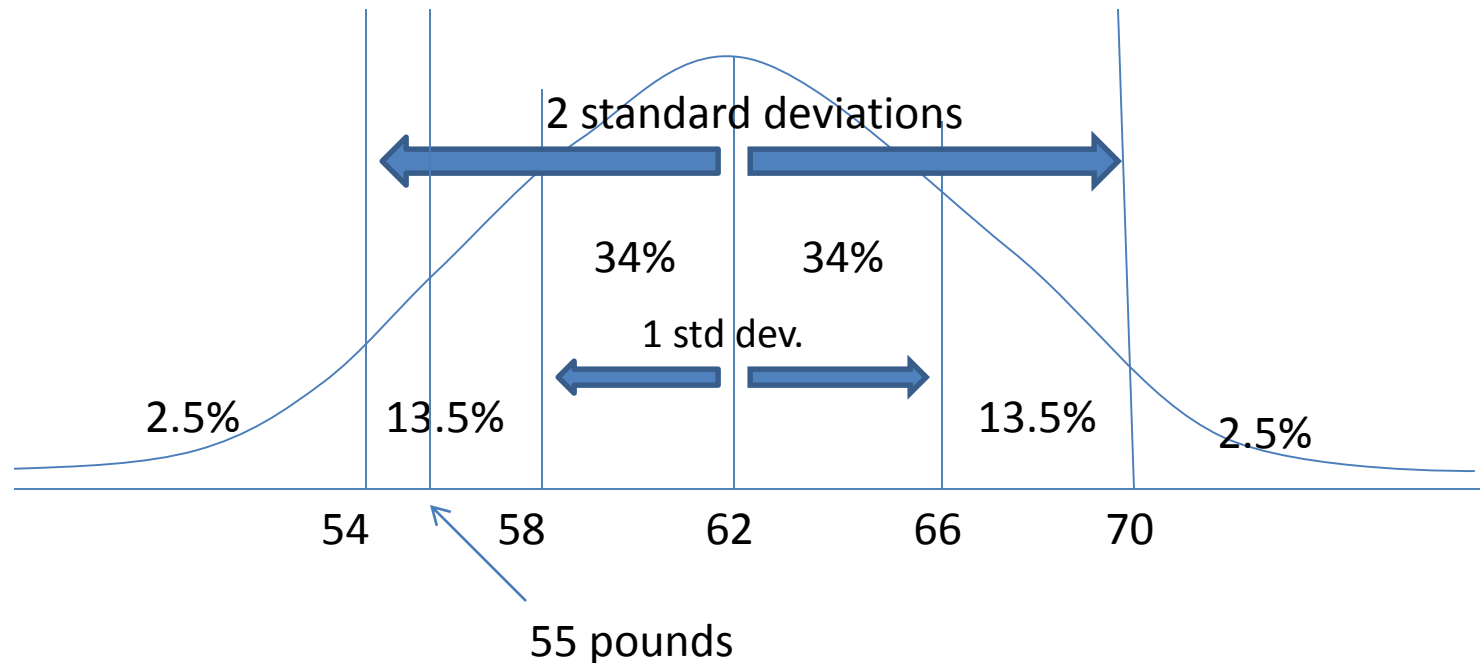 2 standard deviations
34% 34%
1 std dev.
2.5% 13.5% 13.5% 2.5%
54 58 62 66 70
55 pounds